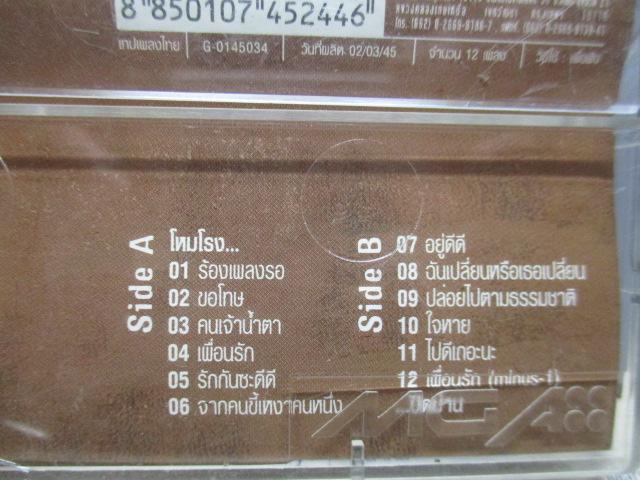 8 850107 452446
เทปเพลงไทย G-0145034 วันที่ผลิต 02/03/45 จำนวน 12 เพลง
Side A
โหมโรง...
01 ร้องเพลงรอ
02 ขอโทษ
03 คนเจ้าน้ำตา
04 เพื่อนรัก
05 รักกันซะดีดี
06 จากคนขี้เหงาคนหนึ่ง
Side B
07 อยู่ดีดี
08 ฉันเปลี่ยนหรือเธอเปลี่ยน
09 ปล่อยไปตามธรรมชาติ
10 ใจหาย
11 ไปดีเถอะนะ
12 เพื่อนรัก (minus-1)
...ปิดม่าน
MGA